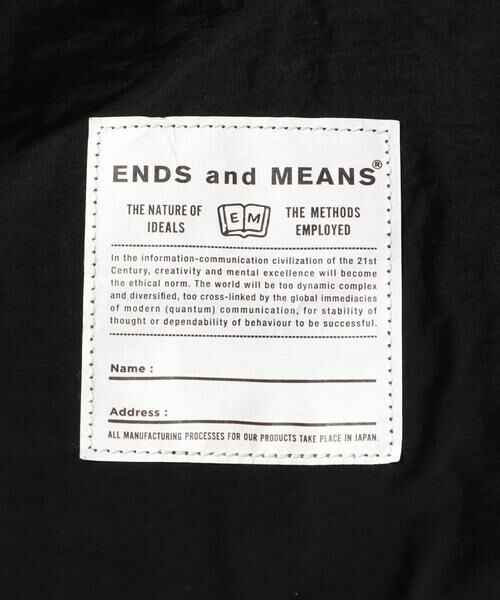 ENDS and MEANS®
THE NATURE OF IDEALS
EM
THE METHODS EMPLOYED
In the information-communication civilization of the 21st
Century, creativity and mental excellence will become
the ethical norm. The world will be too dynamic complex
and diversified, too cross-linked by the global immediacies
of modern (quantum) communication, for stability of
thought or dependability of behaviour to be successful.
Name :
Address :
ALL MANUFACTURING PROCESSES FOR OUR PRODUCTS TAKE PLACE IN JAPAN.